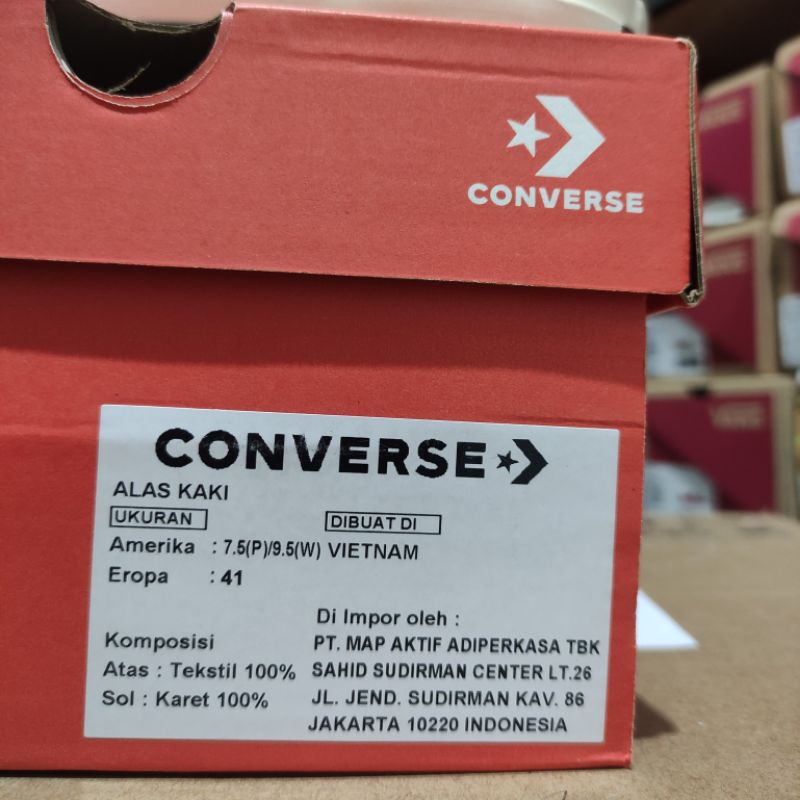 CONVERSE
CONVERSE
ALAS KAKI
UKURAN DIBUAT DI
Amerika : 7.5(P)/9.5(W) VIETNAM
Eropa : 41
Di Impor oleh :
Komposisi PT. MAP AKTIF ADIPERKASA TBK
Atas : Tekstil 100% SAHID SUDIRMAN CENTER LT.26
Sol : Karet 100% JL. JEND. SUDIRMAN KAV. 86
JAKARTA 10220 INDONESIA